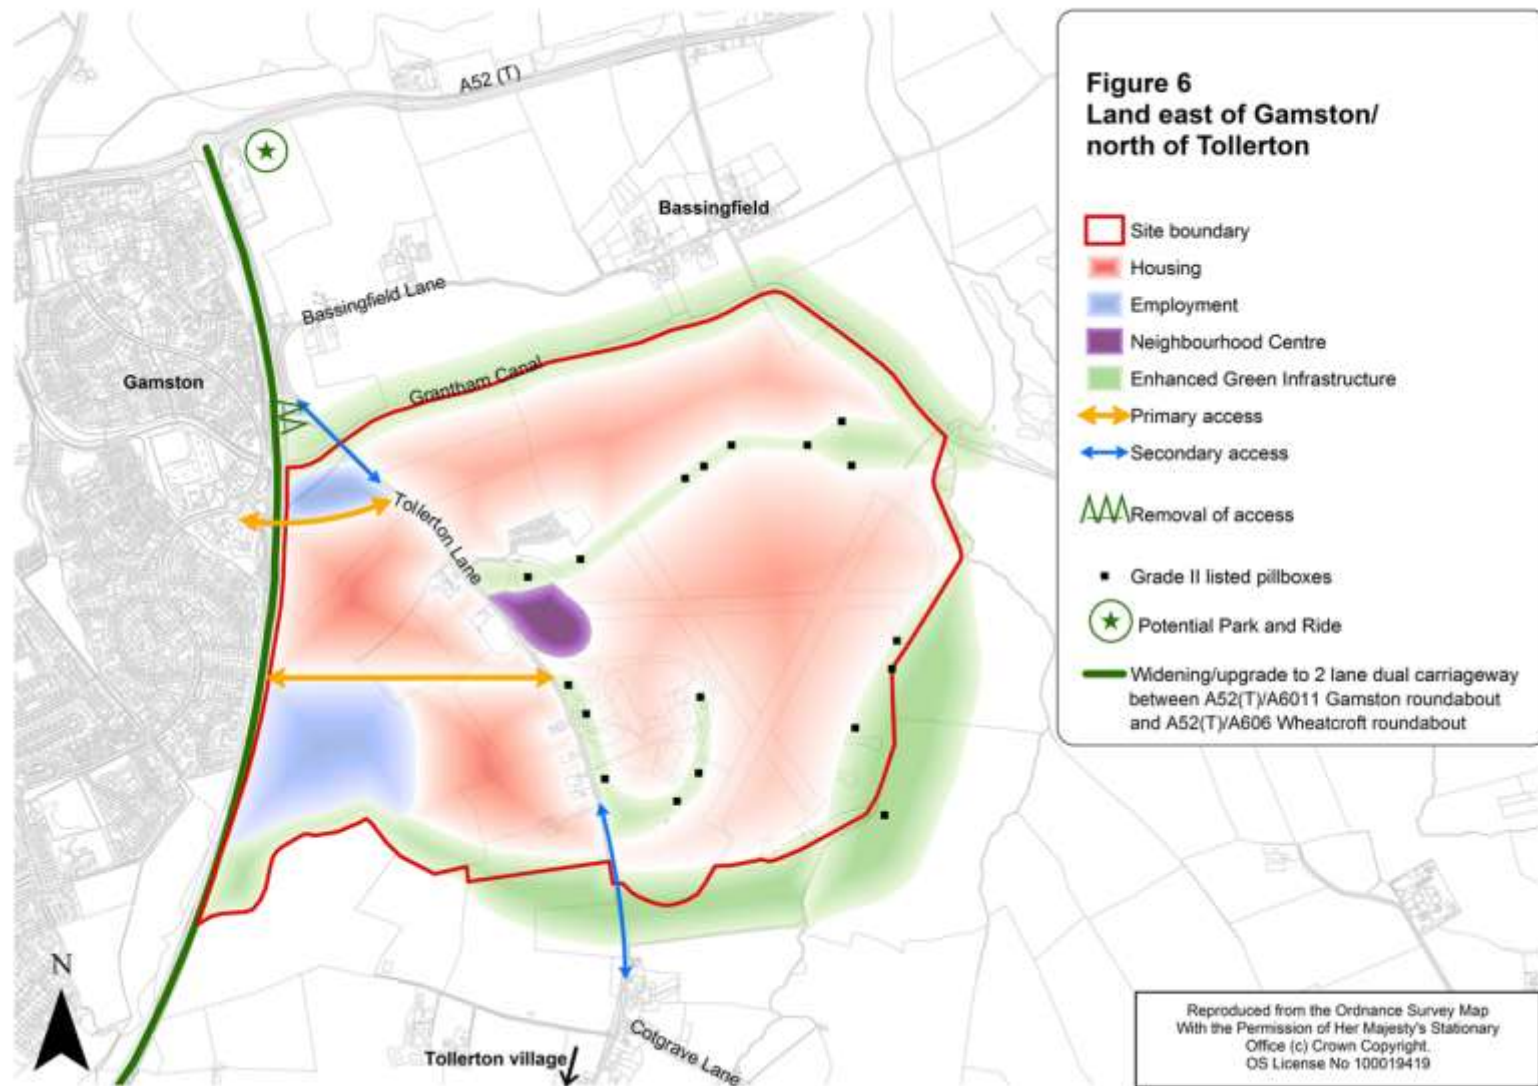 A52 (T)
Bassingfield
Bassingfield Lane
Gamston
Grantham Canal
Tollerton Lane
Tollerton village
Cotgrave Lane
N
Figure 6
Land east of Gamston/
north of Tollerton
Site boundary
Housing
Employment
Neighbourhood Centre
Enhanced Green Infrastructure
Primary access
Secondary access
Removal of access
Grade II listed pillboxes
Potential Park and Ride
Widening/upgrade to 2 lane dual carriageway
between A52(T)/A6011 Gamston roundabout
and A52(T)/A606 Wheatcroft roundabout
Reproduced from the Ordnance Survey Map
With the Permission of Her Majesty's Stationary
Office (c) Crown Copyright.
OS License No 100019419